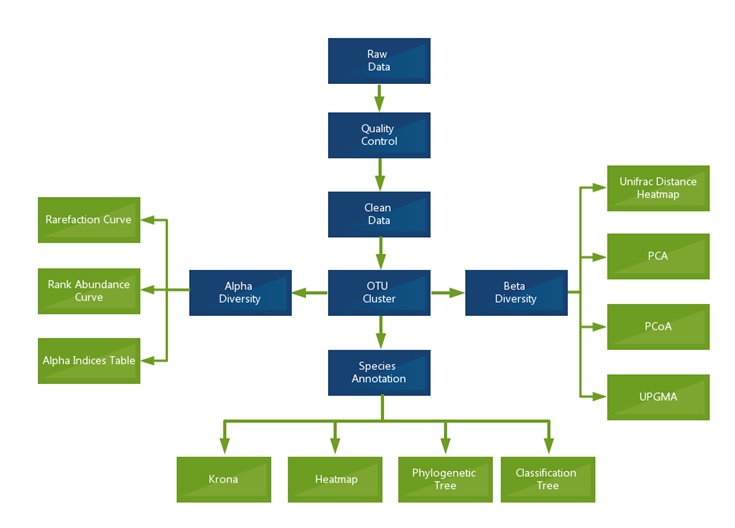 Raw
Data
Quality
Control
Clean
Data
OTU
Cluster
Alpha
Diversity
Rarefaction Curve
Rank Abundance
Curve
Alpha Indices Table
Beta
Diversity
Unifrac Distance
Heatmap
PCA
PCoA
UPGMA
Species
Annotation
Krona
Heatmap
Phylogenetic
Tree
Classification
Tree